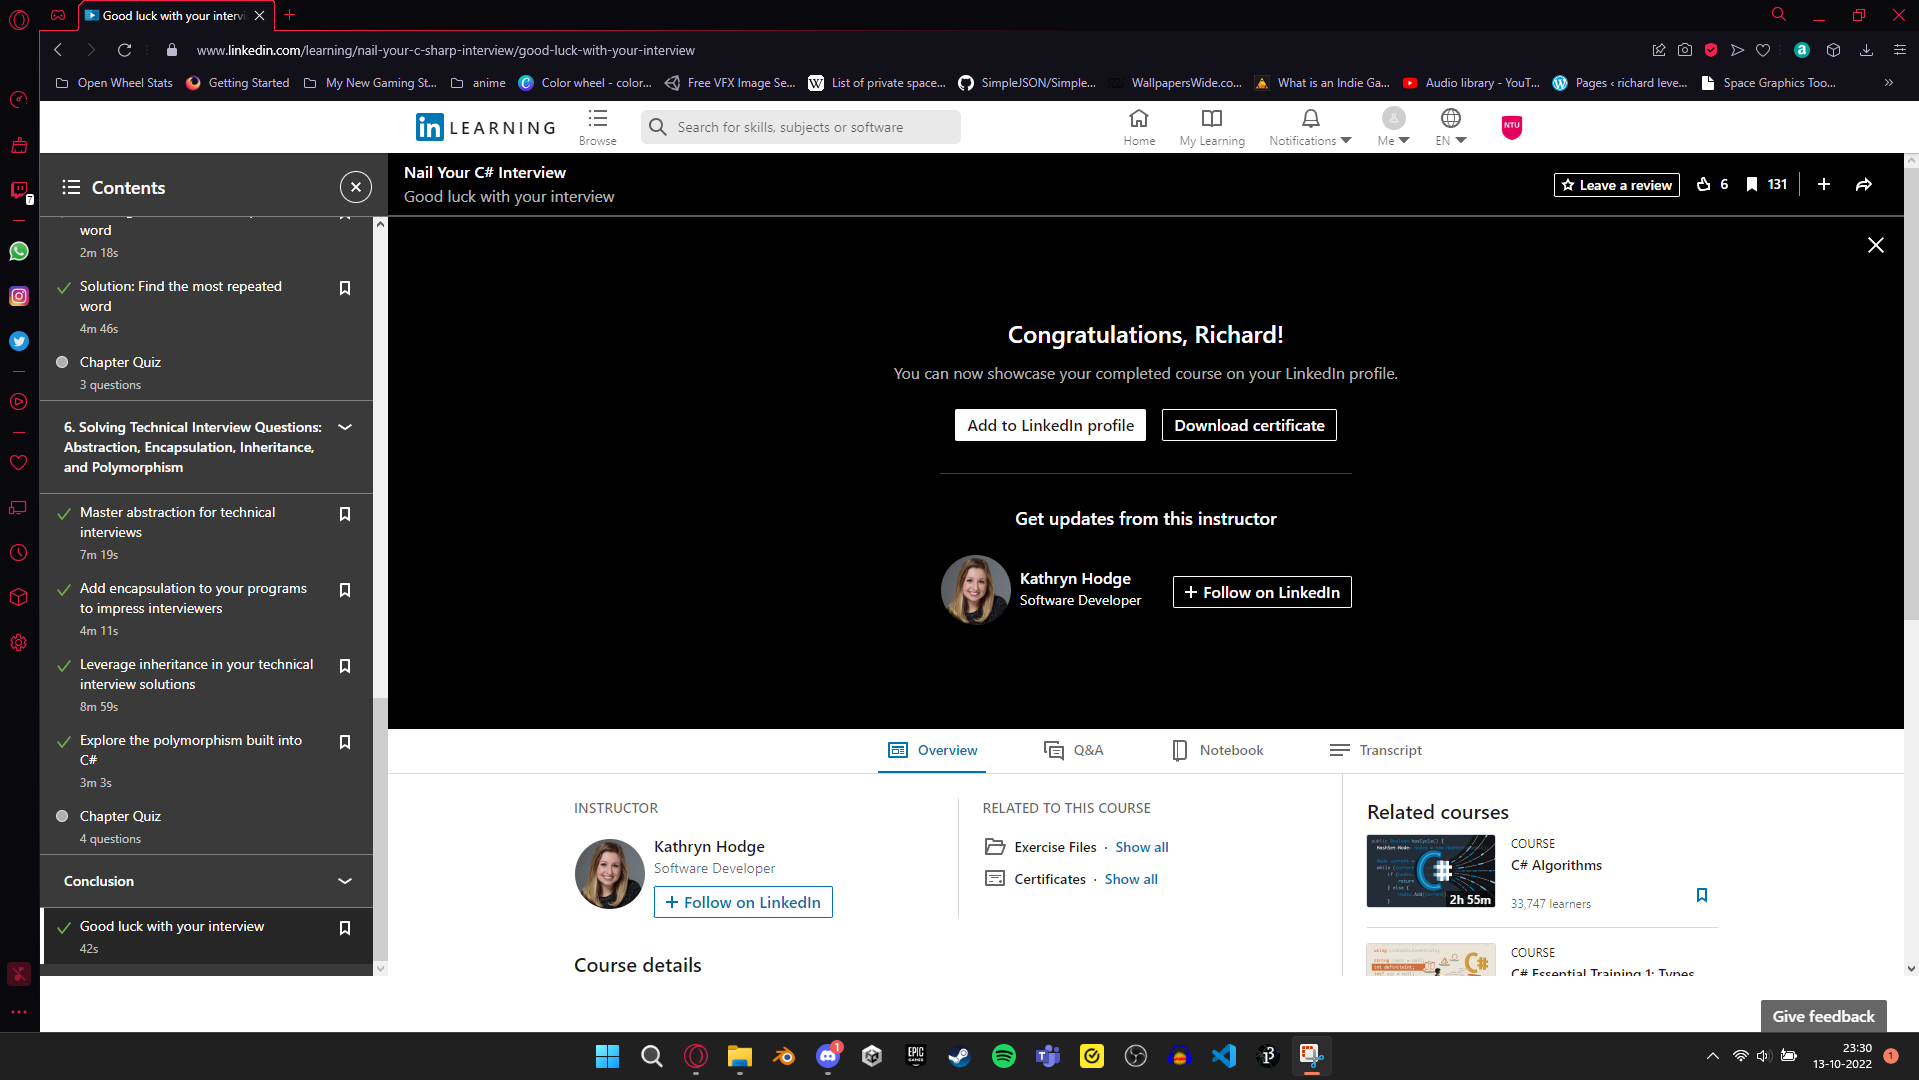 Good luck with your intervi
www.linkedin.com/learning/nail-your-c-sharp-interview/good-luck-with-your-interview
Open Wheel Stats
Getting Started
My New Gaming St...
anime
Color wheel - color...
Free VFX Image Se...
List of private space...
SimpleJSON/Simple...
WallpapersWide.co...
What is an Indie Ga...
Audio library - YouT...
Pages ‹ richard leve...
Space Graphics Too...
»
in LEARNING
Browse
Search for skills, subjects or software
Home
My Learning
Notifications
Me
EN
NTU
Contents
Nail Your C# Interview
Good luck with your interview
Leave a review
6
131
word
2m 18s
Solution: Find the most repeated
word
4m 46s
Chapter Quiz
3 questions
6. Solving Technical Interview Questions:
Abstraction, Encapsulation, Inheritance,
and Polymorphism
Master abstraction for technical
interviews
7m 19s
Add encapsulation to your programs
to impress interviewers
4m 11s
Leverage inheritance in your technical
interview solutions
8m 59s
Explore the polymorphism built into
C#
3m 3s
Chapter Quiz
4 questions
Conclusion
Good luck with your interview
42s
Congratulations, Richard!
You can now showcase your completed course on your LinkedIn profile.
Add to LinkedIn profile
Download certificate
Get updates from this instructor
Kathryn Hodge
Software Developer
+ Follow on LinkedIn
Overview
Q&A
Notebook
Transcript
INSTRUCTOR
Kathryn Hodge
Software Developer
+ Follow on LinkedIn
RELATED TO THIS COURSE
Exercise Files · Show all
Certificates · Show all
Course details
Related courses
C#
2h 55m
COURSE
C# Algorithms
33,747 learners
C#
COURSE
C# Essential Training 1: Types
Give feedback
7
1
EPIC GAMES
23:30
13-10-2022
1